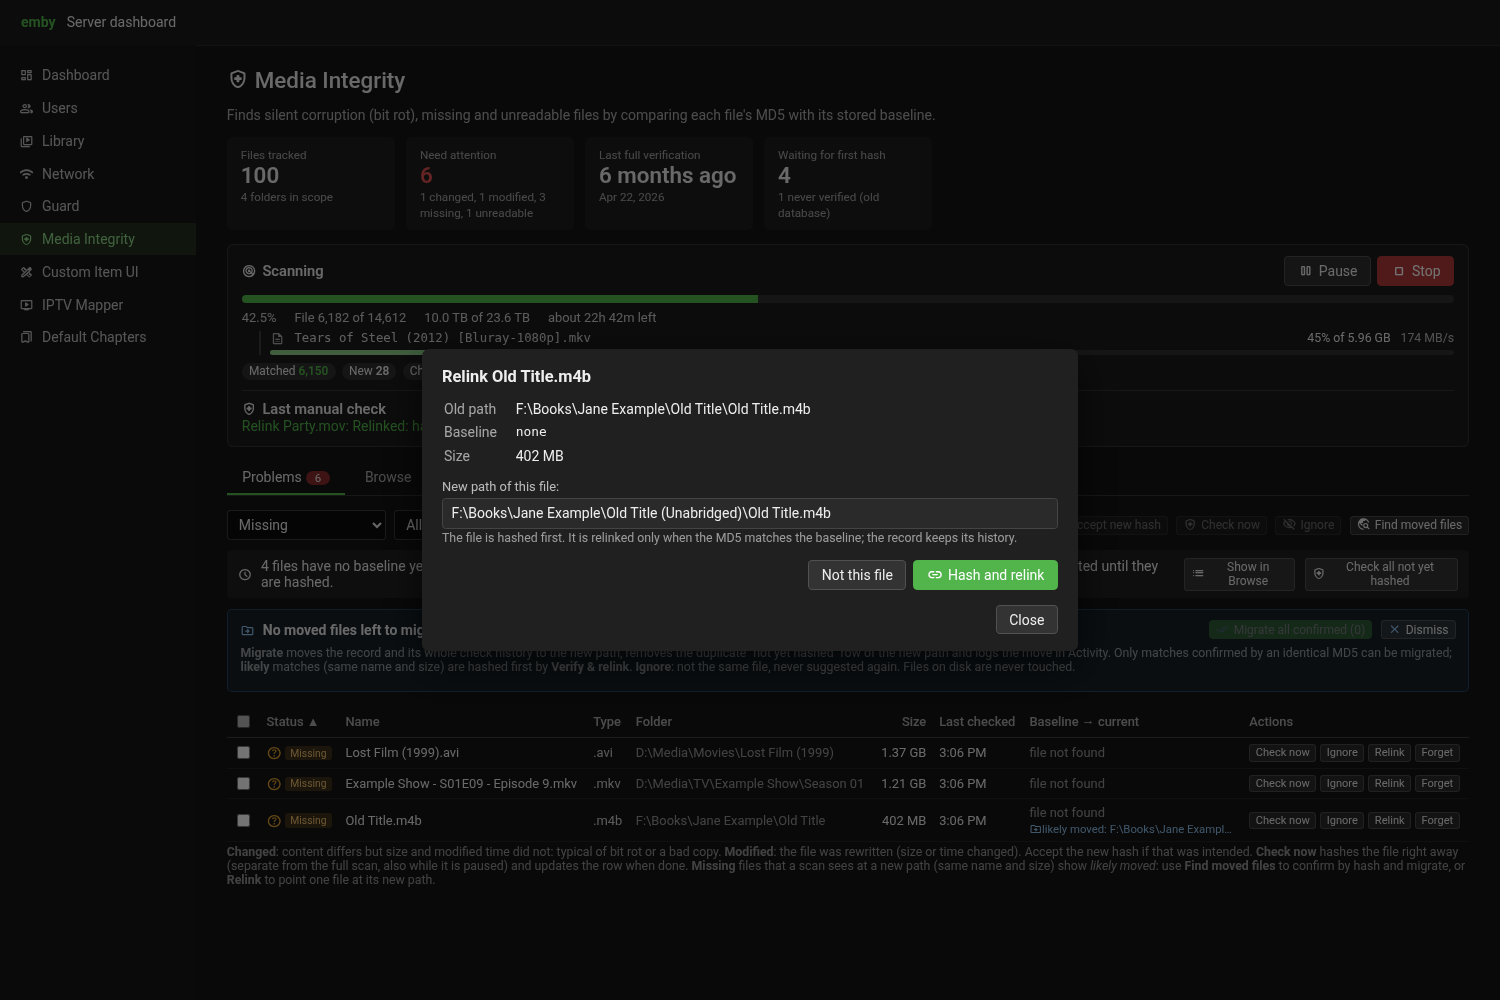 emby Server dashboard
Dashboard
Users
Library
Network
Guard
Media Integrity
Custom Item UI
IPTV Mapper
Default Chapters
Media Integrity
Finds silent corruption (bit rot), missing and unreadable files by comparing each file's MD5 with its stored baseline.
Files tracked
100
4 folders in scope
Need attention
6
1 changed, 1 modified, 3
missing, 1 unreadable
Last full verification
6 months ago
Apr 22, 2026
Waiting for first hash
4
1 never verified (old
database)
Scanning
Pause
Stop
42.5% File 6,182 of 14,612 10.0 TB of 23.6 TB about 22h 42m left
Tears of Steel (2012) [Bluray-1080p].mkv
45% of 5.96 GB 174 MB/s
Matched 6,150 New 28 Ch
Last manual check
Relink Party.mov: Relinked: ha
Relink Old Title.m4b
Old path F:\Books\Jane Example\Old Title\Old Title.m4b
Baseline none
Size 402 MB
New path of this file:
F:\Books\Jane Example\Old Title (Unabridged)\Old Title.m4b
The file is hashed first. It is relinked only when the MD5 matches the baseline; the record keeps its history.
Not this file
Hash and relink
Close
Problems 6
Browse
Missing
All
ccept new hash
Check now
Ignore
Find moved files
4 files have no baseline ye
ted until they
are hashed.
Show in
Browse
Check all not yet
hashed
No moved files left to mig
Migrate all confirmed (0)
Dismiss
Migrate moves the record and its whole check history to the new path, removes the duplicate "not yet hashed" row of the new path and logs the move in Activity. Only matches confirmed by an identical MD5 can be migrated;
likely matches (same name and size) are hashed first by Verify & relink. Ignore: not the same file, never suggested again. Files on disk are never touched.
Status ▲ Name Type Folder Size Last checked Baseline → current Actions
Missing Lost Film (1999).avi .avi D:\Media\Movies\Lost Film (1999) 1.37 GB 3:06 PM file not found Check now Ignore Relink Forget
Missing Example Show - S01E09 - Episode 9.mkv .mkv D:\Media\TV\Example Show\Season 01 1.21 GB 3:06 PM file not found Check now Ignore Relink Forget
Missing Old Title.m4b .m4b F:\Books\Jane Example\Old Title 402 MB 3:06 PM file not found Check now Ignore Relink Forget
likely moved: F:\Books\Jane Exampl...
Changed: content differs but size and modified time did not: typical of bit rot or a bad copy. Modified: the file was rewritten (size or time changed). Accept the new hash if that was intended. Check now hashes the file right away
(separate from the full scan, also while it is paused) and updates the row when done. Missing files that a scan sees at a new path (same name and size) show likely moved: use Find moved files to confirm by hash and migrate, or
Relink to point one file at its new path.